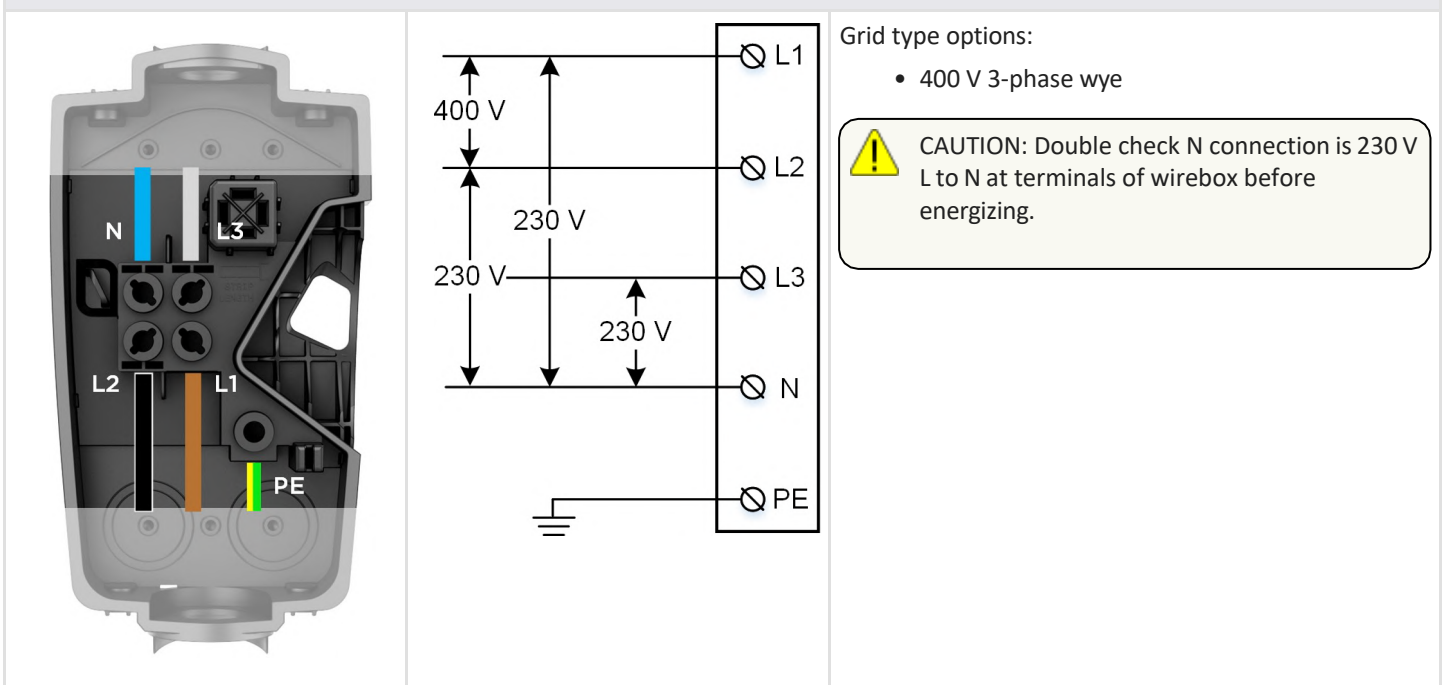 N
L3
L2
L1
PE
L1
400 V
L2
230 V
230 V
L3
230 V
N
PE
Grid type options:
• 400 V 3-phase wye
CAUTION: Double check N connection is 230 V
L to N at terminals of wirebox before
energizing.